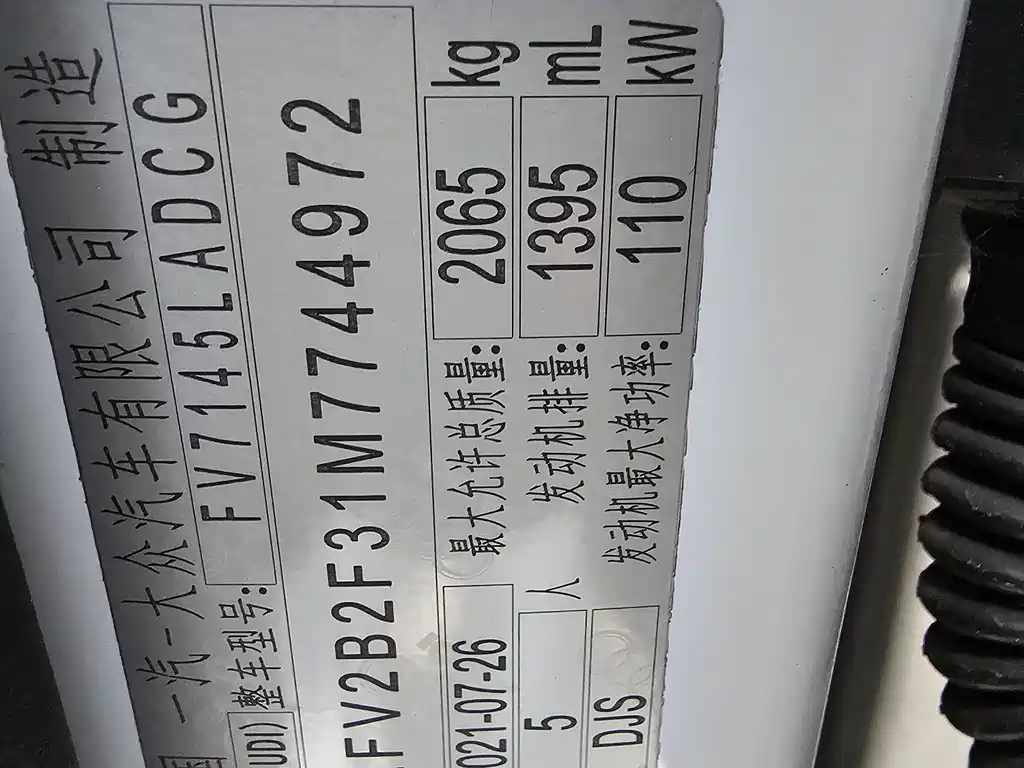 国 一汽-大众汽车有限公司 制造
UDI) 整车型号: FV7145LADCG
FV2B2F31M7744972
021-07-26 最大允许总质量: 2065 kg
5 人 发动机排量: 1395 mL
DJS 发动机最大净功率: 110 kW